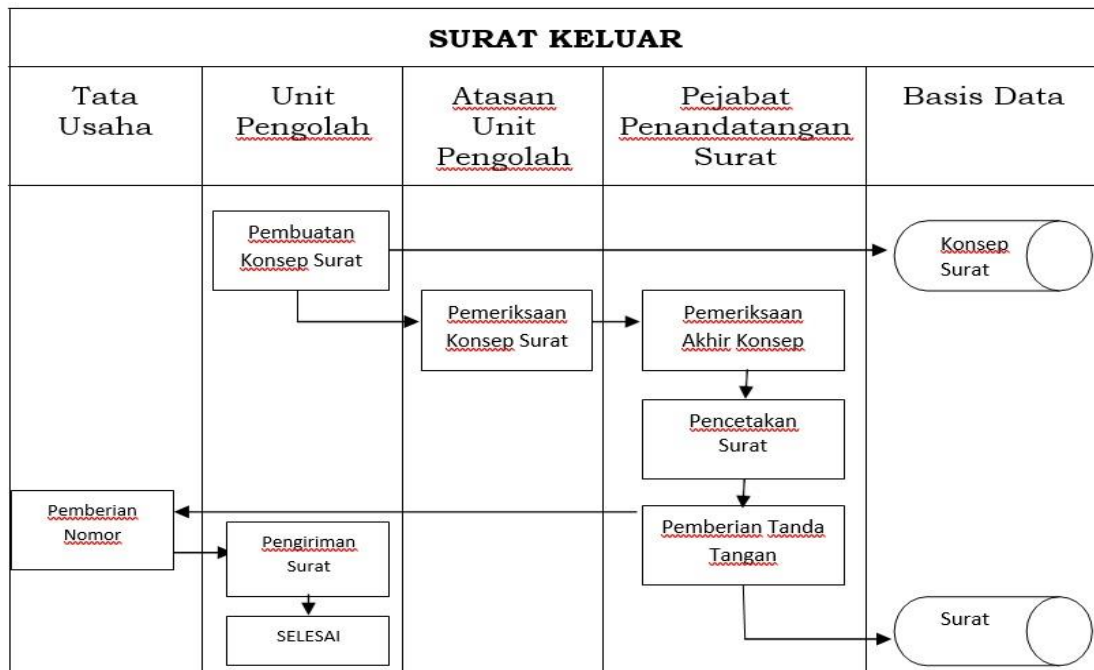 SURAT KELUAR
Tata
Usaha
Unit
Pengolah
Atasan
Unit
Pengolah
Pejabat
Penandatangan
Surat
Basis Data
Pembuatan
Konsep Surat
Konsep
Surat
Pemeriksaan
Konsep Surat
Pemeriksaan
Akhir Konsep
Pencetakan
Surat
Pemberian Tanda
Tangan
Pemberian
Nomor
Pengiriman
Surat
SELESAI
Surat